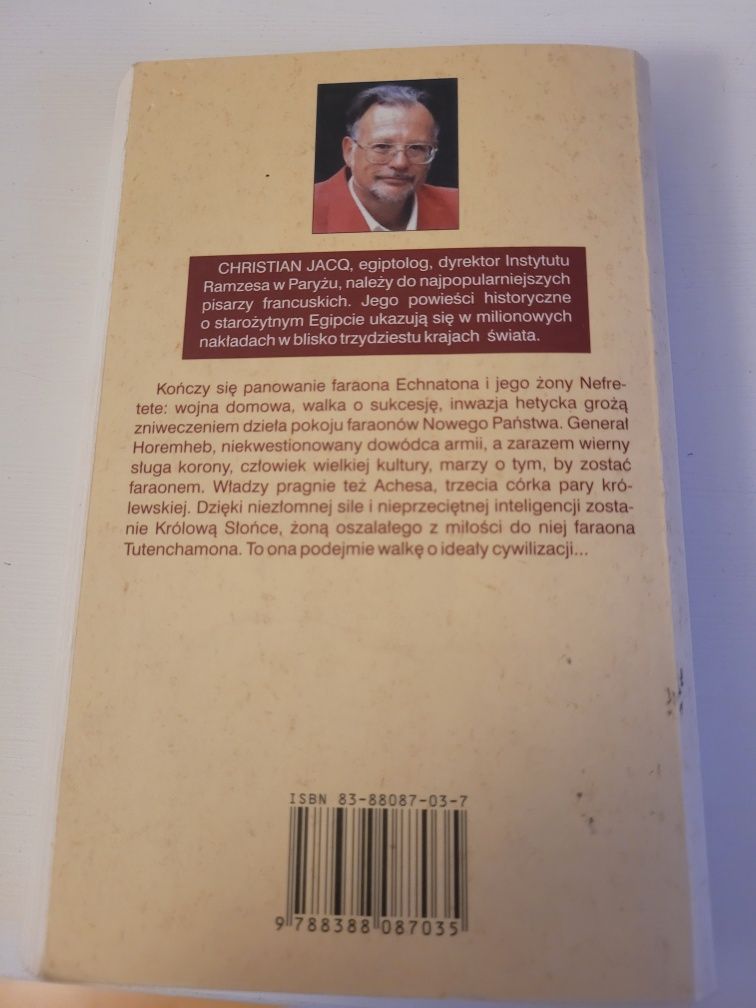 CHRISTIAN JACQ, egiptolog, dyrektor Instytutu
Ramzesa w Paryżu, należy do najpopularniejszych
pisarzy francuskich. Jego powieści historyczne
o starożytnym Egipcie ukazują się w milionowych
nakładach w blisko trzydziestu krajach świata.
Kończy się panowanie faraona Echnatona i jego żony Nefre-
tete: wojna domowa, walka o sukcesję, inwazja hetycka grożą
zniweczeniem dzieła pokoju faraonów Nowego Państwa. Generał
Horemheb, niekwestionowany dowódca armii, a zarazem wierny
sługa korony, człowiek wielkiej kultury, marzy o tym, by zostać
faraonem. Władzy pragnie też Achesa, trzecia córka pary kró-
lewskiej. Dzięki niezłomnej sile i nieprzeciętnej inteligencji zosta-
nie Królową Słońce, żoną oszalałego z miłości do niej faraona
Tutenchamona. To ona podejmie walkę o ideały cywilizacji...
ISBN 83-88087-03-7
9 788388 087035